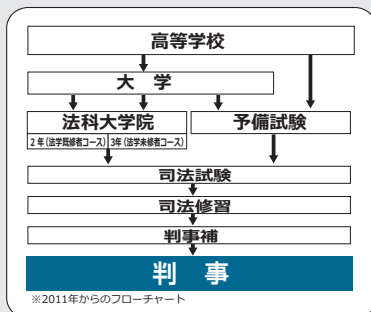 高等学校
大 学
法科大学院
予備試験
2年(法学既修者コース)
3年(法学未修者コース)
司法試験
司法修習
判事補
判 事
※2011年からのフローチャート